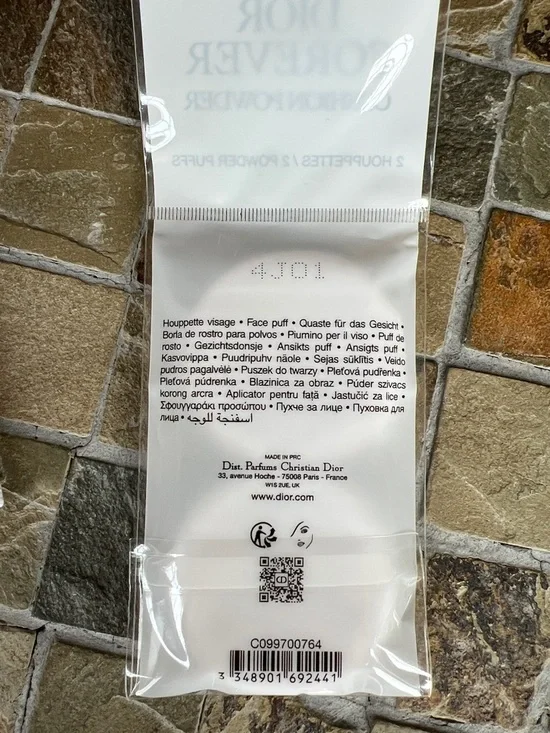 DIOR
FOREVER
CUSHION POWDER
2 HOUPPETTES / 2 POWDER PUFFS
4J01
Houppette visage • Face puff • Quaste für das Gesicht •
Borla de rostro para polvos • Piumino per il viso • Puff de
rosto • Gezichtsdonsje • Ansikts puff • Ansigts puff •
Kasvovippa • Puudripuhv näole • Sejas sūklītis • Veido
pudros pagalvėlė • Puszek do twarzy • Pleťová pudřenka •
Pleťová púdrenka • Blazinica za obraz • Púder szivacs
korong arcra • Aplicator pentru față • Jastučić za lice •
Σφουγγαράκι προσώπου • Пухче за лице • Пуховка для
лица • اسفنجة للوجه
MADE IN PRC
Dist. Parfums Christian Dior
33, avenue Hoche - 75008 Paris - France
W1S 2UE, UK
www.dior.com
C099700764
3 348901 692441